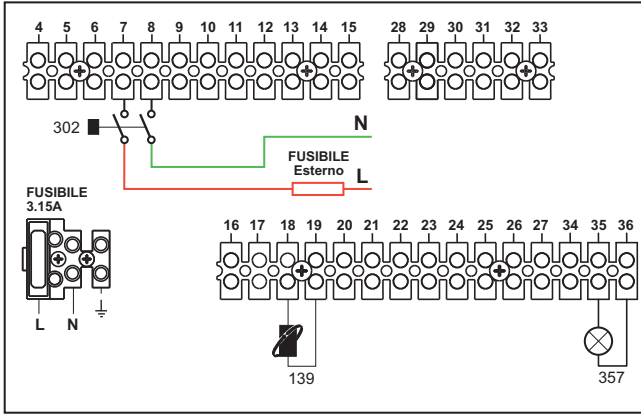 4 5 6 7 8 9 10 11 12 13 14 15 28 29 30 31 32 33
302
N
FUSIBILE
Esterno
L
FUSIBILE
3.15A
16 17 18 19 20 21 22 23 24 25 26 27 34 35 36
L N
139 357